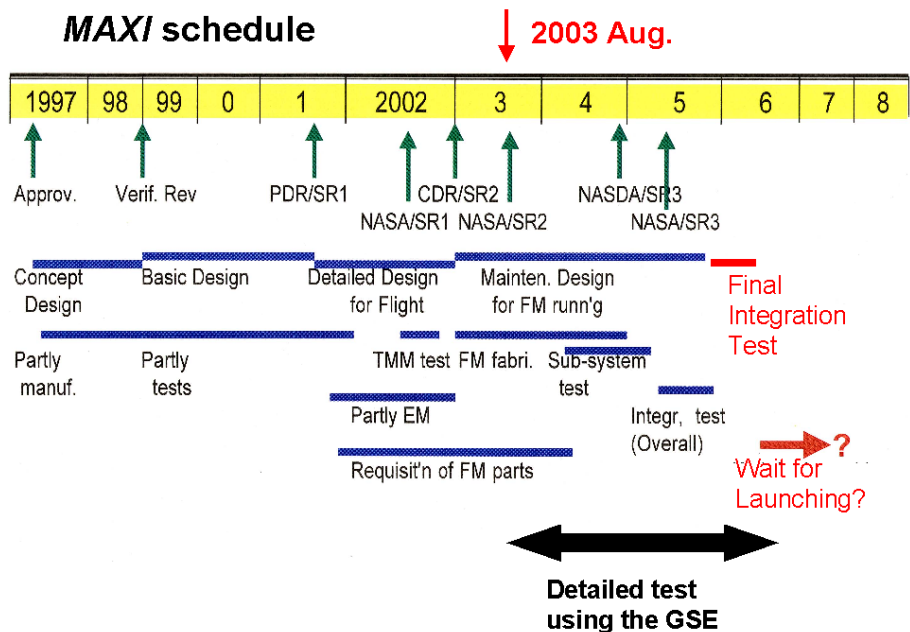 MAXI schedule
2003 Aug.
1997 98 99 0 1 2002 3 4 5 6 7 8
Approv. Verif. Rev PDR/SR1 CDR/SR2 NASDA/SR3
NASA/SR1 NASA/SR2 NASA/SR3
Concept Basic Design Detailed Design Mainten. Design
Design for Flight for FM runn'g
Final
Integration
Test
Partly Partly TMM test FM fabri. Sub-system
manuf. tests test
Partly EM Integr, test
(Overall)
?
Requisit'n of FM parts
Wait for
Launching?
Detailed test
using the GSE